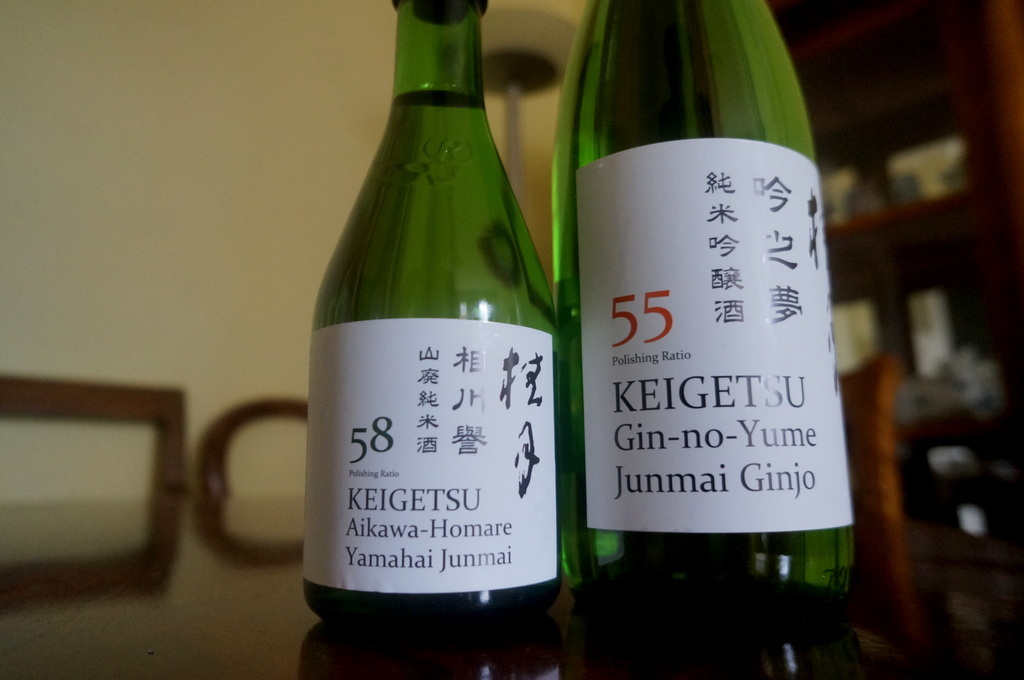 桂月
相川譽
山廃純米酒
58
Polishing Ratio
KEIGETSU
Aikawa-Homare
Yamahai Junmai
吟之夢
純米吟醸酒
55
Polishing Ratio
KEIGETSU
Gin-no-Yume
Junmai Ginjo